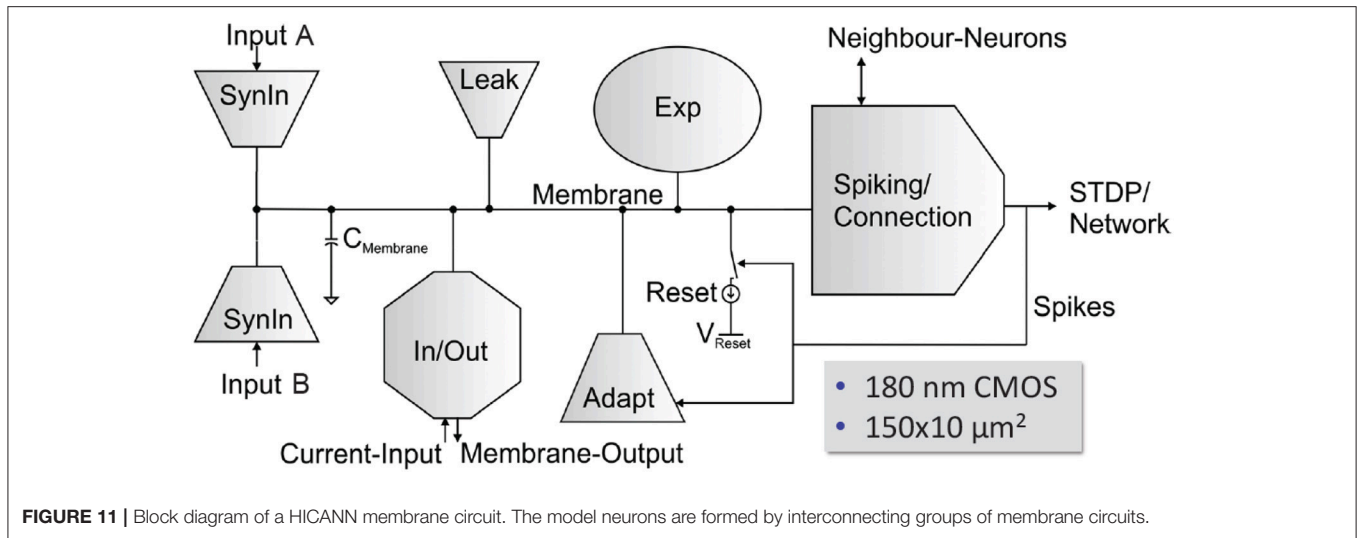 Input A
SynIn
Leak
Exp
Neighbour-Neurons
Membrane
Spiking/
Connection
STDP/
Network
C Membrane
SynIn
Input B
In/Out
Current-Input
Membrane-Output
Adapt
Reset
V Reset
Spikes
• 180 nm CMOS
• 150x10 µm²
FIGURE 11 | Block diagram of a HICANN membrane circuit. The model neurons are formed by interconnecting groups of membrane circuits.